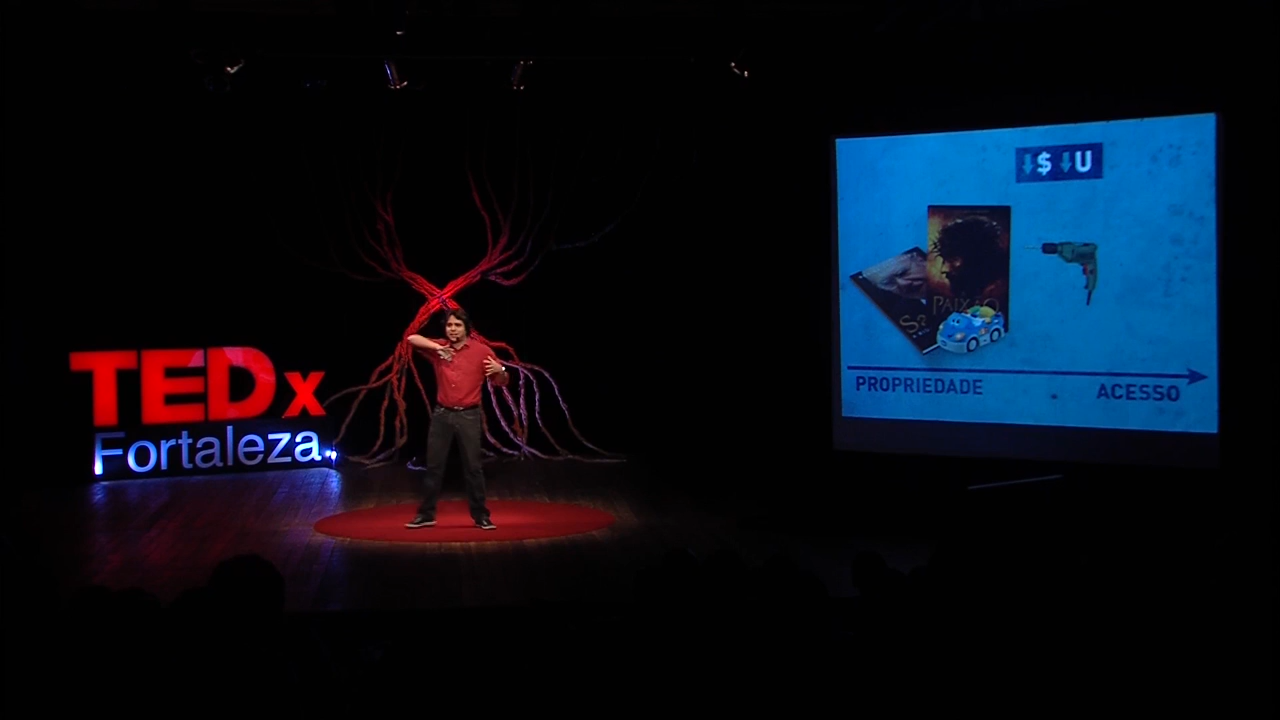 TEDx
Fortaleza.
↓$ ↓U
PAIXÃO
PROPRIEDADE
ACESSO